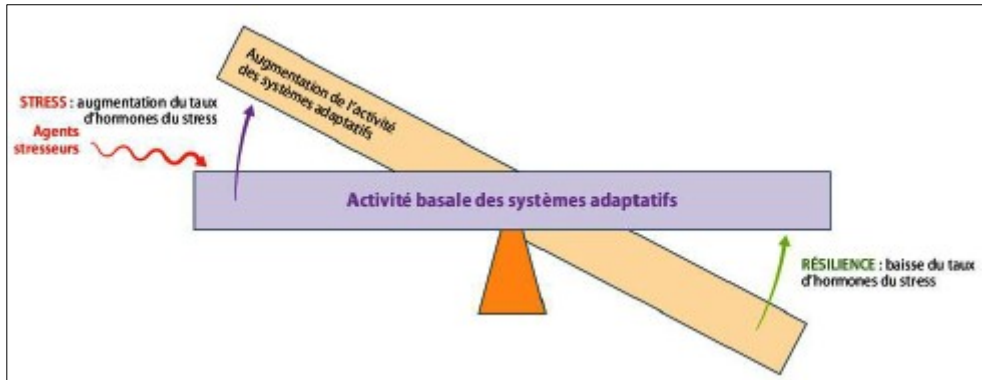 Augmentation de l'activité
des systèmes adaptatifs
STRESS : augmentation du taux
d'hormones du stress
Agents
stresseurs
Activité basale des systèmes adaptatifs
RÉSILIENCE : baisse du taux
d'hormones du stress